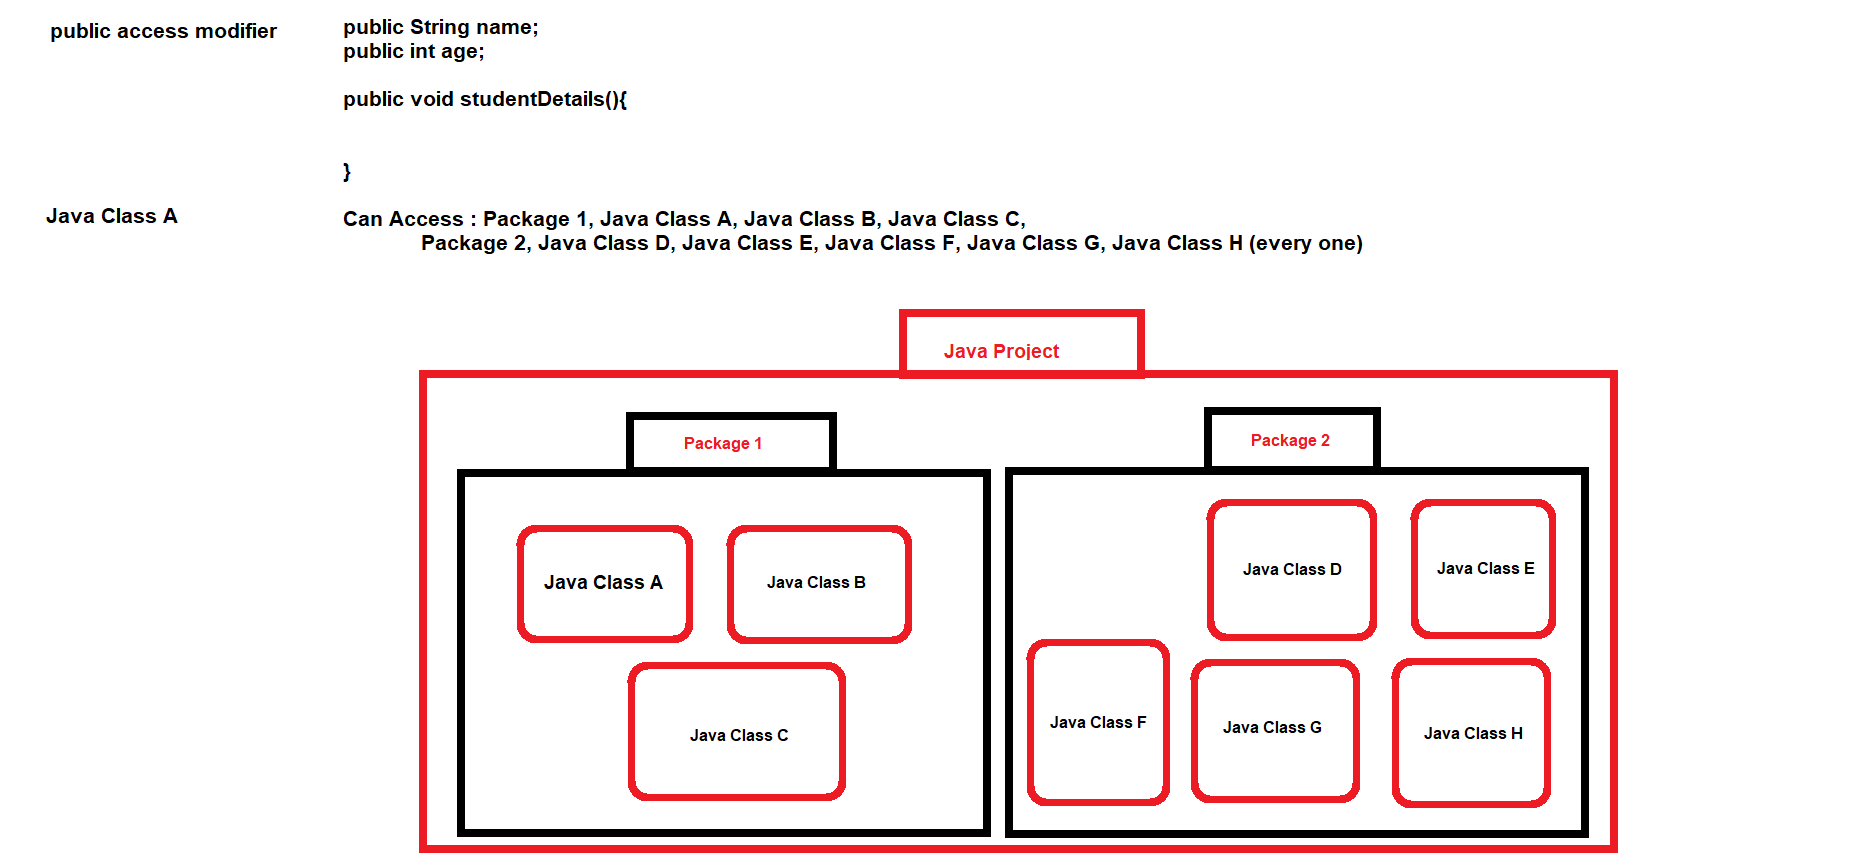 public access modifier
public String name;
public int age;
public void studentDetails(){
}
Java Class A
Can Access : Package 1, Java Class A, Java Class B, Java Class C,
Package 2, Java Class D, Java Class E, Java Class F, Java Class G, Java Class H (every one)
Java Project
Package 1
Package 2
Java Class A
Java Class B
Java Class C
Java Class D
Java Class E
Java Class F
Java Class G
Java Class H